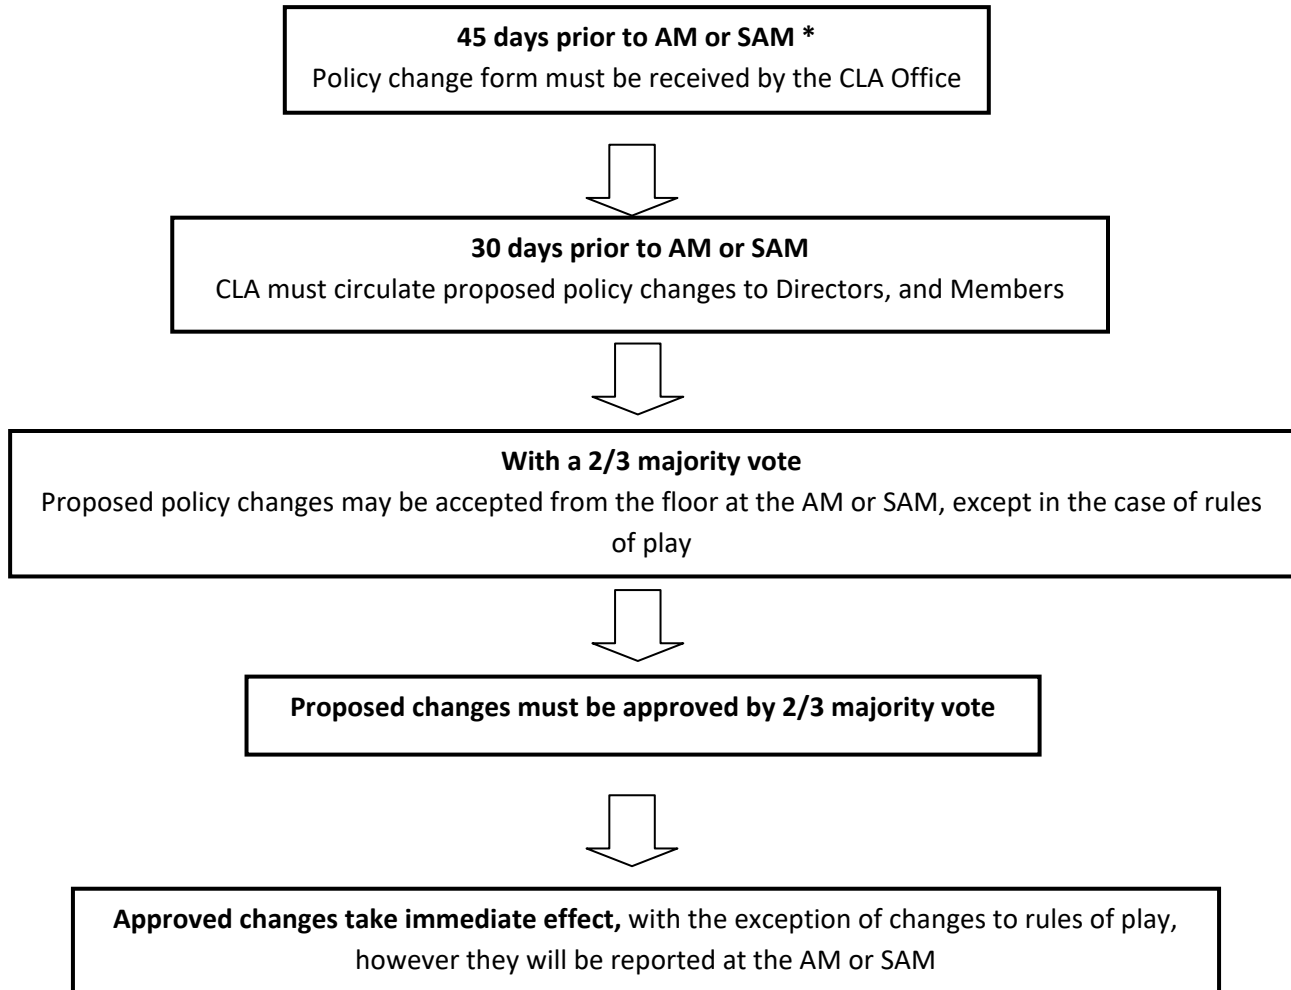 45 days prior to AM or SAM *
Policy change form must be received by the CLA Office
30 days prior to AM or SAM
CLA must circulate proposed policy changes to Directors, and Members
With a 2/3 majority vote
Proposed policy changes may be accepted from the floor at the AM or SAM, except in the case of rules
of play
Proposed changes must be approved by 2/3 majority vote
Approved changes take immediate effect, with the exception of changes to rules of play,
however they will be reported at the AM or SAM